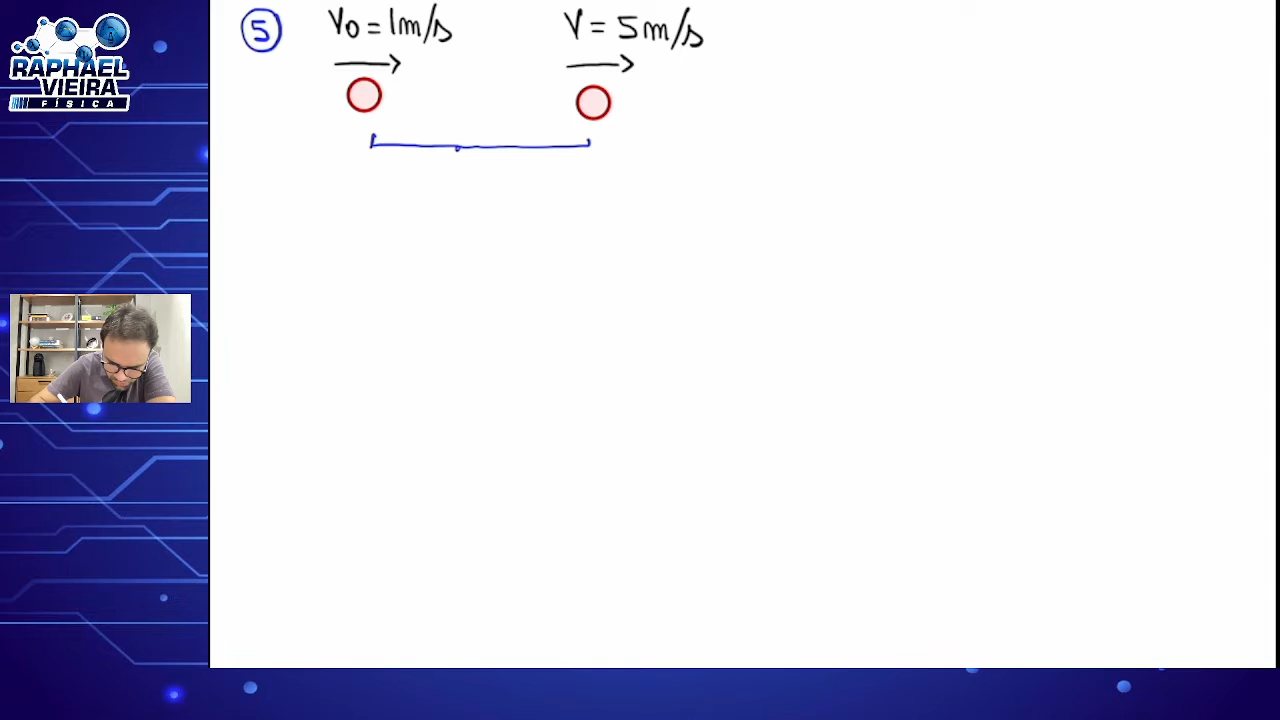 RAPHAEL
VIEIRA
FÍSICA
5 V0 = 1m/s V = 5m/s